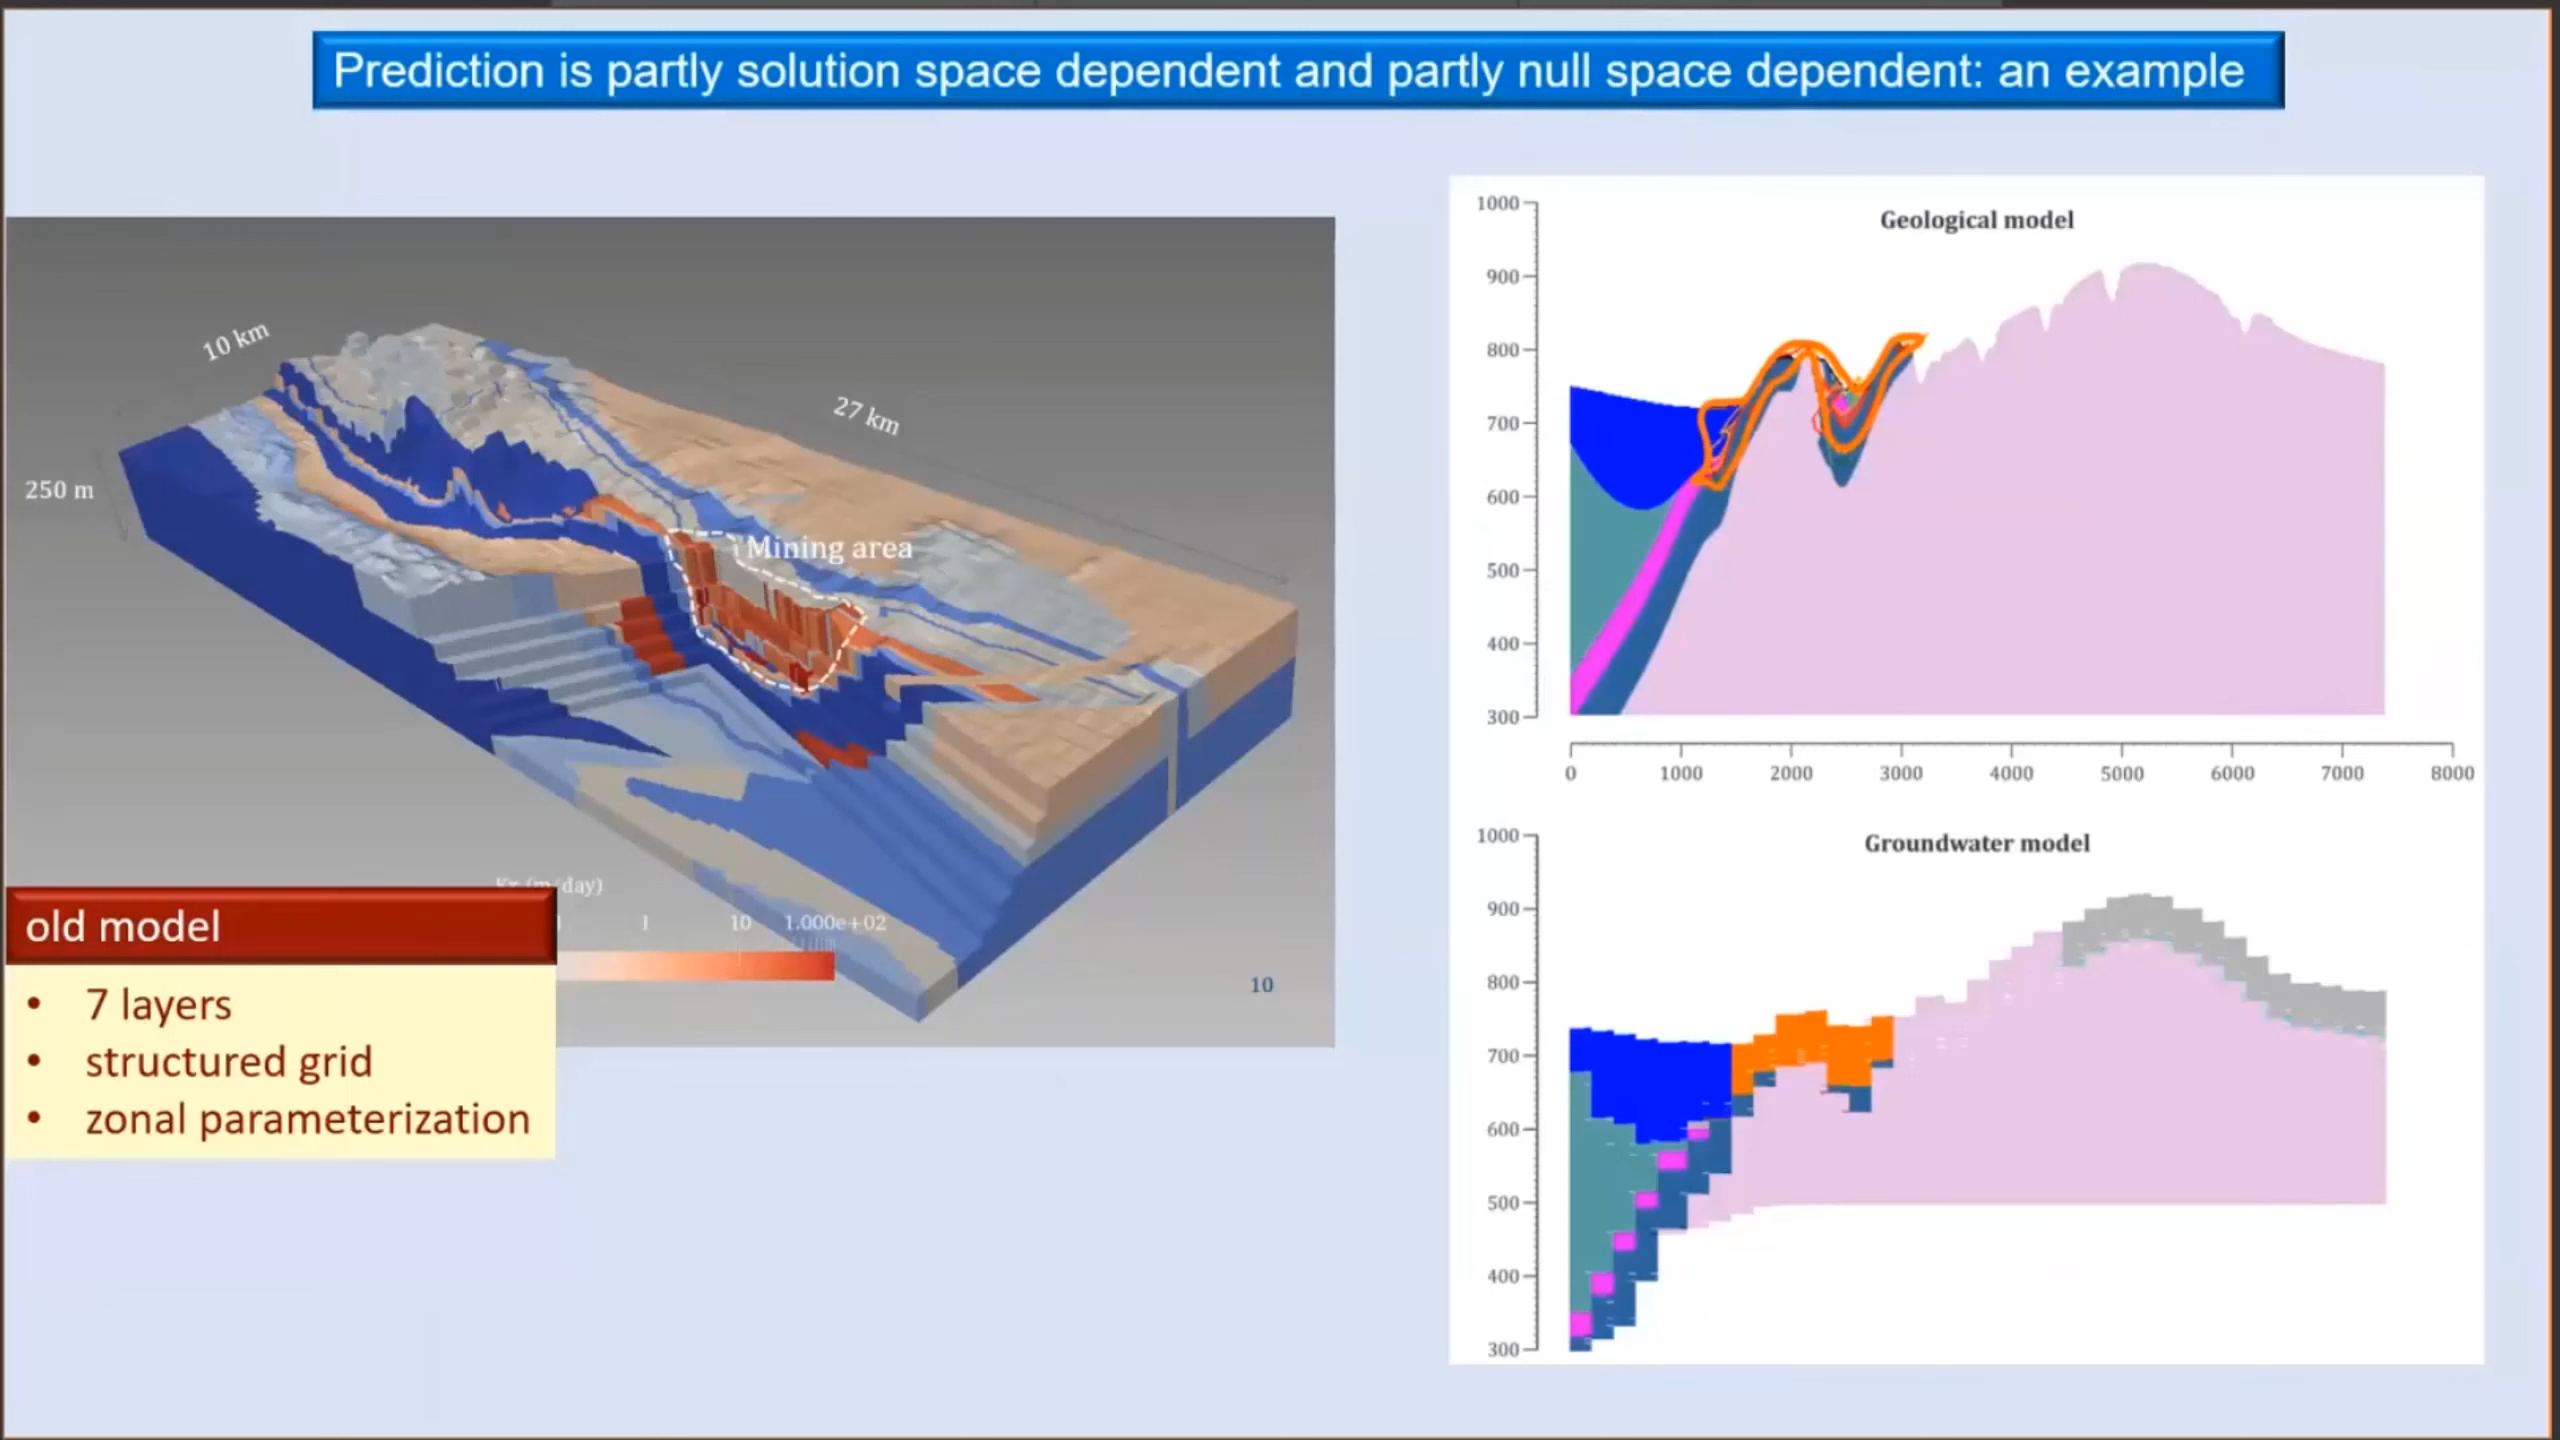 Prediction is partly solution space dependent and partly null space dependent: an example
10 km
27 km
250 m
Mining area
Kx (m/day)
1
10
1.000e+02
10
old model
• 7 layers
• structured grid
• zonal parameterization
Geological model
1000
900
800
700
600
500
400
300
0 1000 2000 3000 4000 5000 6000 7000 8000
Groundwater model
1000
900
800
700
600
500
400
300